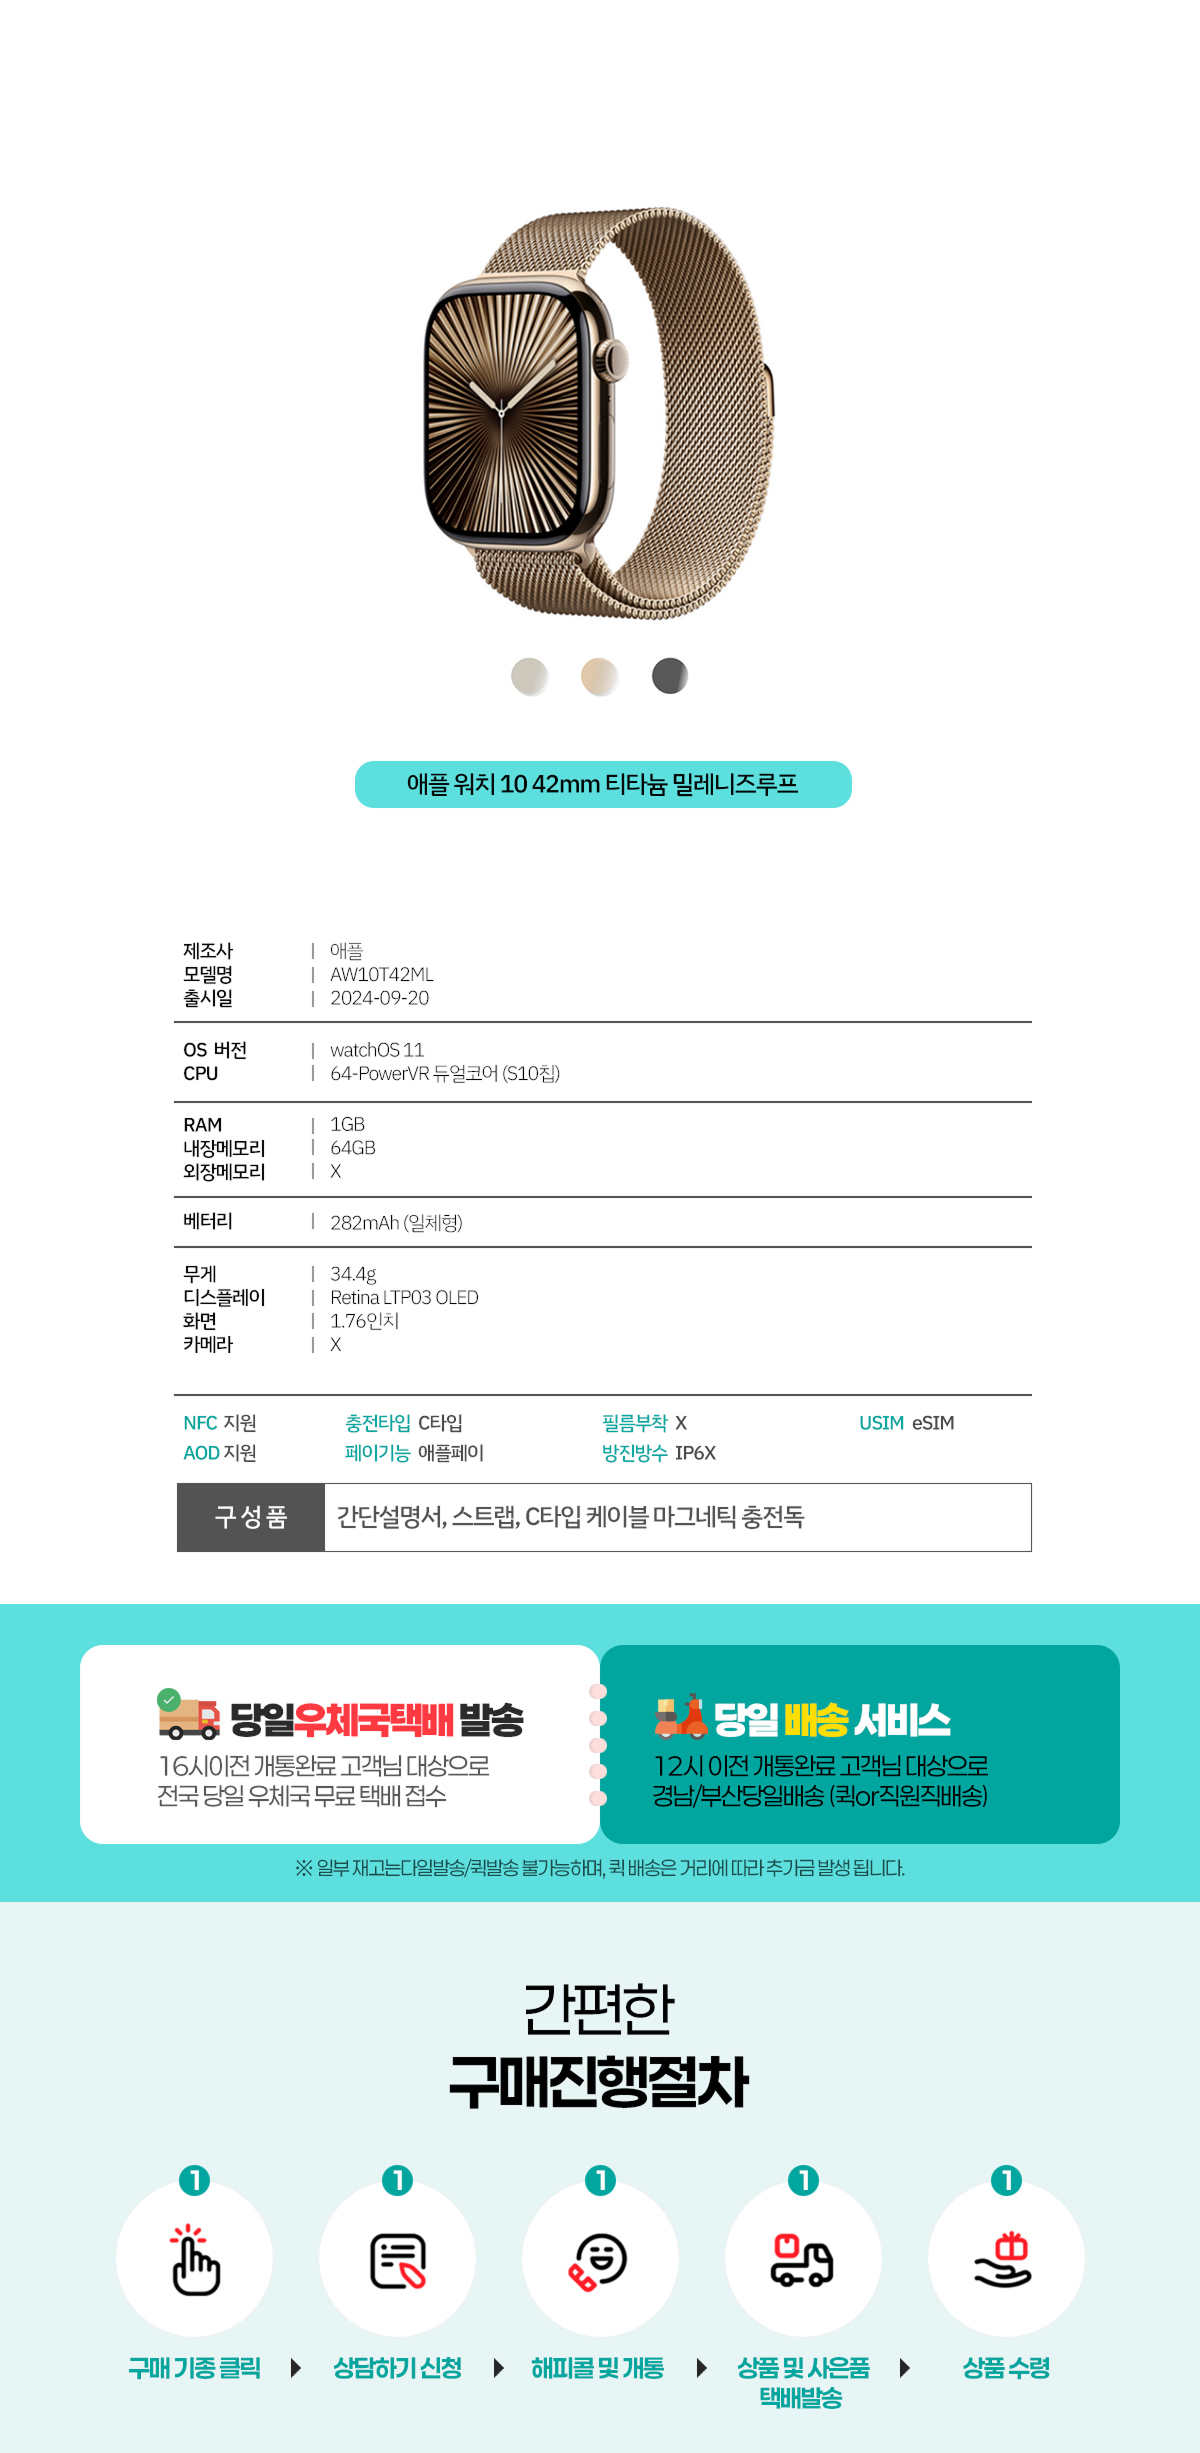 애플 워치 10 42mm 티타늄 밀레니즈루프
제조사 | 애플
모델명 | AW10T42ML
출시일 | 2024-09-20
OS 버전 | watchOS 11
CPU | 64-PowerVR 듀얼코어 (S10칩)
RAM | 1GB
내장메모리 | 64GB
외장메모리 | X
베터리 | 282mAh (일체형)
무게 | 34.4g
디스플레이 | Retina LTP03 OLED
화면 | 1.76인치
카메라 | X
NFC 지원 충전타입 C타입 필름부착 X USIM eSIM
AOD 지원 페이기능 애플페이 방진방수 IP6X
구성품 간단설명서, 스트랩, C타입 케이블 마그네틱 충전독
당일우체국택배 발송
16시이전 개통완료 고객님 대상으로
전국 당일 우체국 무료 택배 접수
당일 배송 서비스
12시 이전 개통완료 고객님 대상으로
경남/부산당일배송 (퀵or직원직배송)
※ 일부 재고는다일발송/퀵발송 불가능하며, 퀵 배송은 거리에 따라 추가금 발생 됩니다.
간편한
구매진행절차
1 1 1 1 1
구매 기종 클릭 상담하기 신청 해피콜 및 개통 상품 및 사은품 상품 수령
택배발송